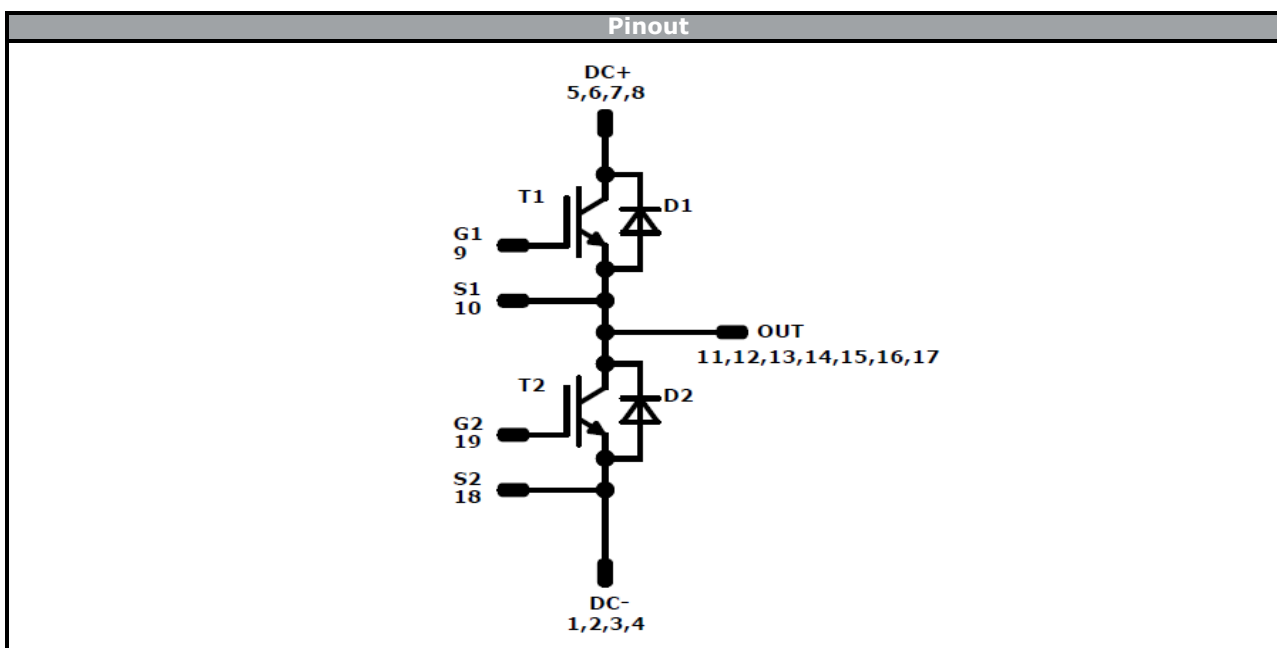 Pinout
DC+
5,6,7,8
T1
D1
G1
9
S1
10
OUT
11,12,13,14,15,16,17
T2
D2
G2
19
S2
18
DC-
1,2,3,4